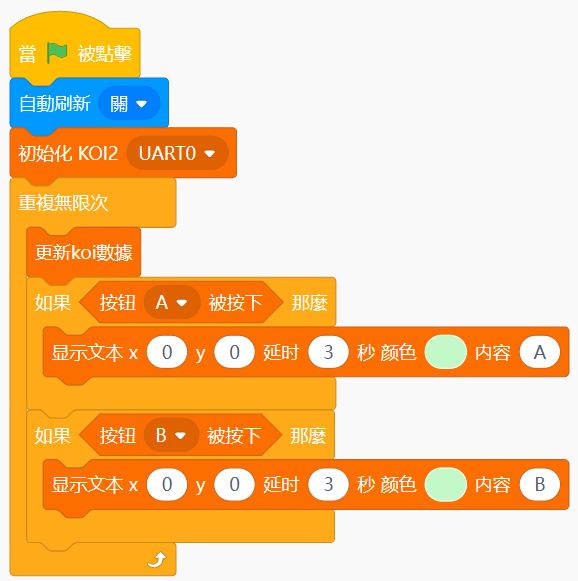 當 被點擊
自動刷新 關
初始化 KOI2 UART0
重複無限次
更新koi數據
如果 按钮 A 被按下 那麼
显示文本 x 0 y 0 延时 3 秒 颜色 内容 A
如果 按钮 B 被按下 那麼
显示文本 x 0 y 0 延时 3 秒 颜色 内容 B